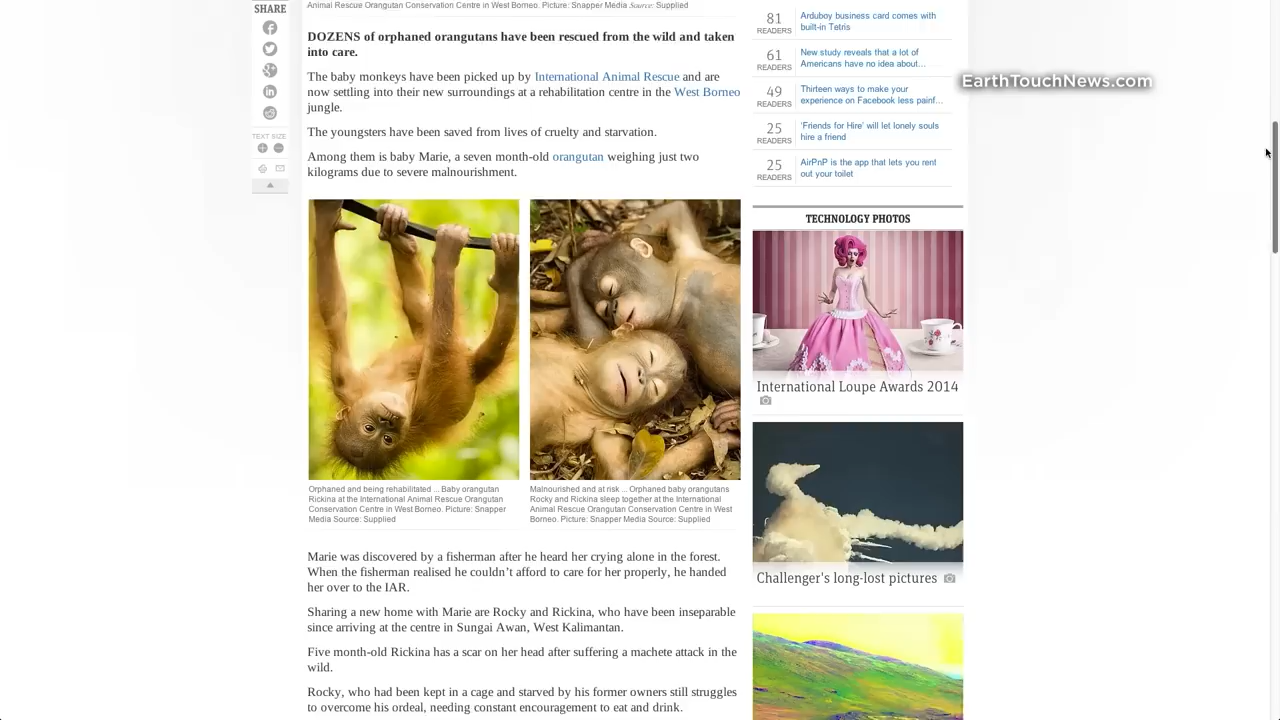 SHARE
TEXT SIZE
Animal Rescue Orangutan Conservation Centre in West Borneo. Picture: Snapper Media Source: Supplied
DOZENS of orphaned orangutans have been rescued from the wild and taken
into care.
The baby monkeys have been picked up by International Animal Rescue and are
now settling into their new surroundings at a rehabilitation centre in the West Borneo
jungle.
The youngsters have been saved from lives of cruelty and starvation.
Among them is baby Marie, a seven month-old orangutan weighing just two
kilograms due to severe malnourishment.
Orphaned and being rehabilitated ... Baby orangutan
Rickina at the International Animal Rescue Orangutan
Conservation Centre in West Borneo. Picture: Snapper
Media Source: Supplied
Malnourished and at risk ... Orphaned baby orangutans
Rocky and Rickina sleep together at the International
Animal Rescue Orangutan Conservation Centre in West
Borneo. Picture: Snapper Media Source: Supplied
Marie was discovered by a fisherman after he heard her crying alone in the forest.
When the fisherman realised he couldn't afford to care for her properly, he handed
her over to the IAR.
Sharing a new home with Marie are Rocky and Rickina, who have been inseparable
since arriving at the centre in Sungai Awan, West Kalimantan.
Five month-old Rickina has a scar on her head after suffering a machete attack in the
wild.
Rocky, who had been kept in a cage and starved by his former owners still struggles
to overcome his ordeal, needing constant encouragement to eat and drink.
81 READERS
Arduboy business card comes with
built-in Tetris
61 READERS
New study reveals that a lot of
Americans have no idea about...
49 READERS
Thirteen ways to make your
experience on Facebook less painf...
25 READERS
'Friends for Hire' will let lonely souls
hire a friend
25 READERS
AirPnP is the app that lets you rent
out your toilet
TECHNOLOGY PHOTOS
International Loupe Awards 2014
Challenger's long-lost pictures
EarthTouchNews.com